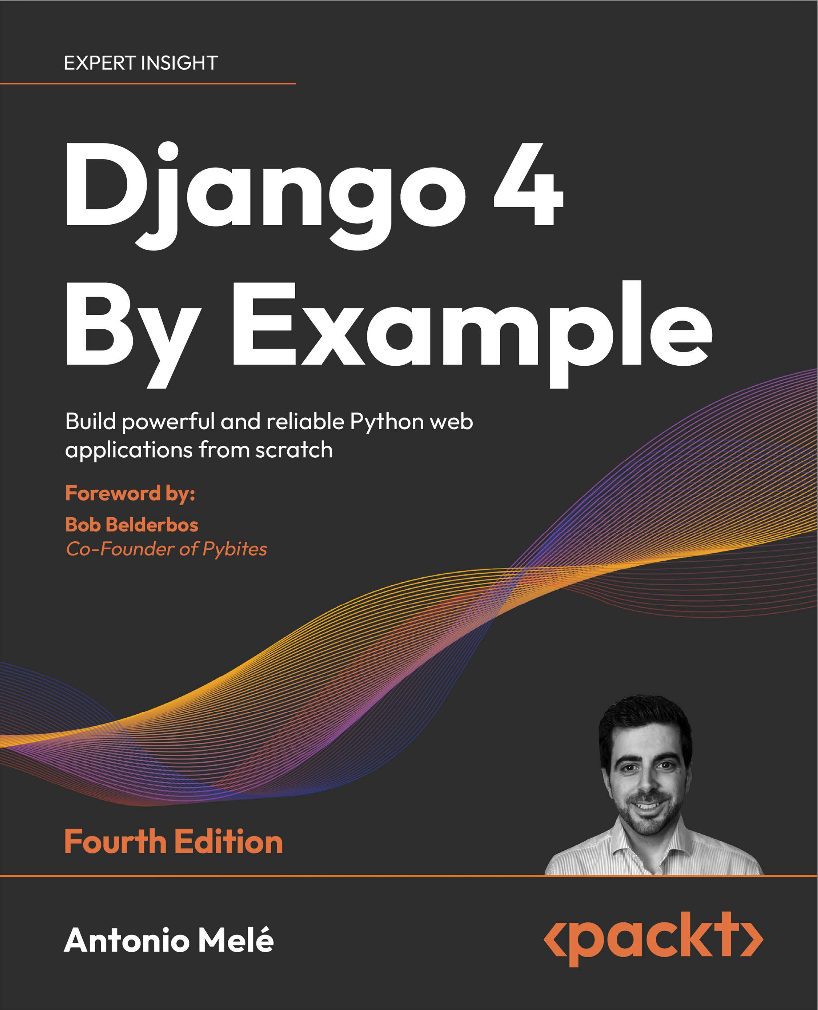 EXPERT INSIGHT
Django 4
By Example
Build powerful and reliable Python web
applications from scratch
Foreword by:
Bob Belderbos
Co-Founder of Pybites
Fourth Edition
Antonio Melé
<packt>